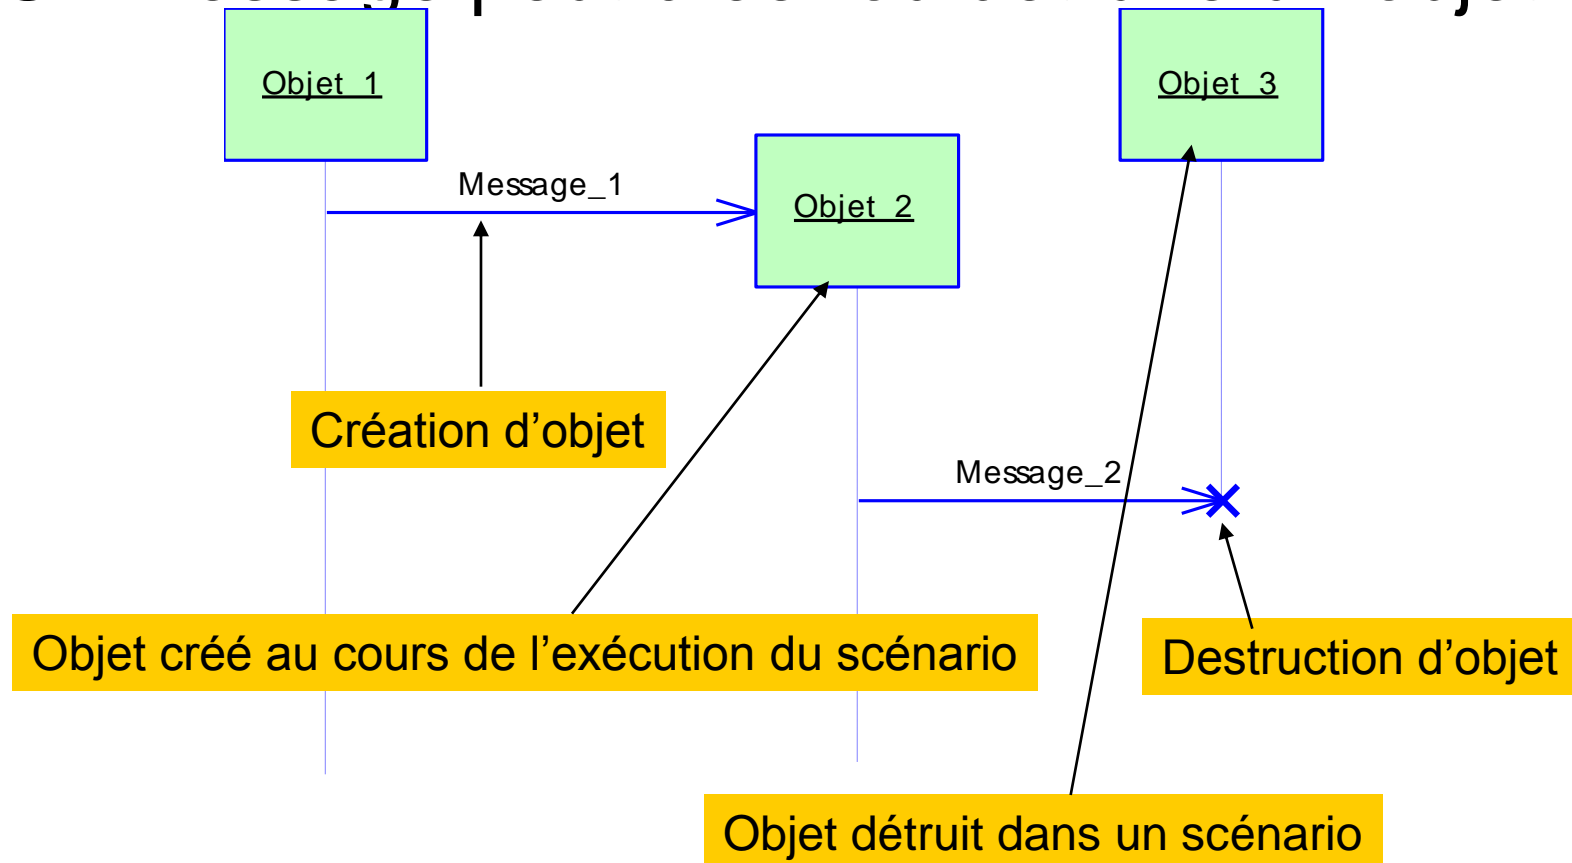 Objet_1
Objet_3
Message_1
Objet_2
Création d’objet
Message_2
Objet créé au cours de l’exécution du scénario
Destruction d’objet
Objet détruit dans un scénario